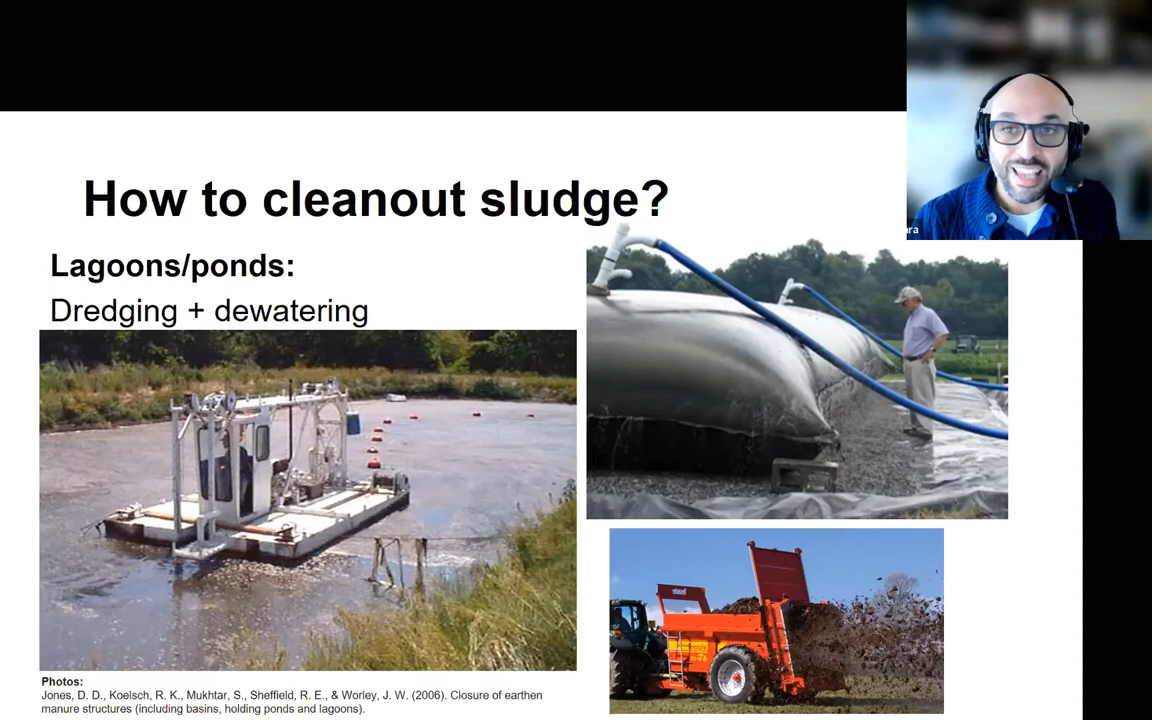 How to cleanout sludge?
ara
Lagoons/ponds:
Dredging + dewatering
Photos:
Jones, D. D., Koelsch, R. K., Mukhtar, S., Sheffield, R. E., & Worley, J. W. (2006). Closure of earthen
manure structures (including basins, holding ponds and lagoons).